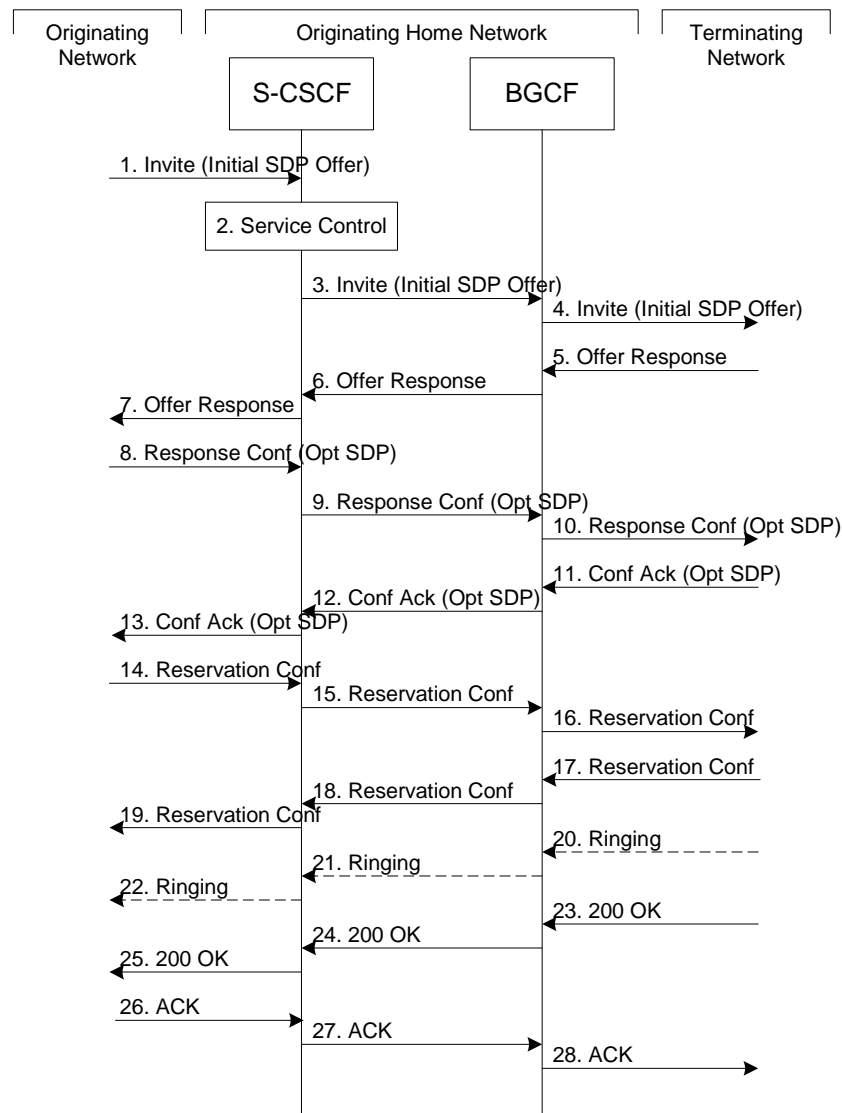 Originating
Network
Originating Home Network
Terminating
Network
S-CSCF
BGCF
1. Invite (Initial SDP Offer)
2. Service Control
3. Invite (Initial SDP Offer)
4. Invite (Initial SDP Offer)
5. Offer Response
6. Offer Response
7. Offer Response
8. Response Conf (Opt SDP)
9. Response Conf (Opt SDP)
10. Response Conf (Opt SDP)
11. Conf Ack (Opt SDP)
12. Conf Ack (Opt SDP)
13. Conf Ack (Opt SDP)
14. Reservation Conf
15. Reservation Conf
16. Reservation Conf
17. Reservation Conf
18. Reservation Conf
19. Reservation Conf
20. Ringing
21. Ringing
22. Ringing
23. 200 OK
24. 200 OK
25. 200 OK
26. ACK
27. ACK
28. ACK